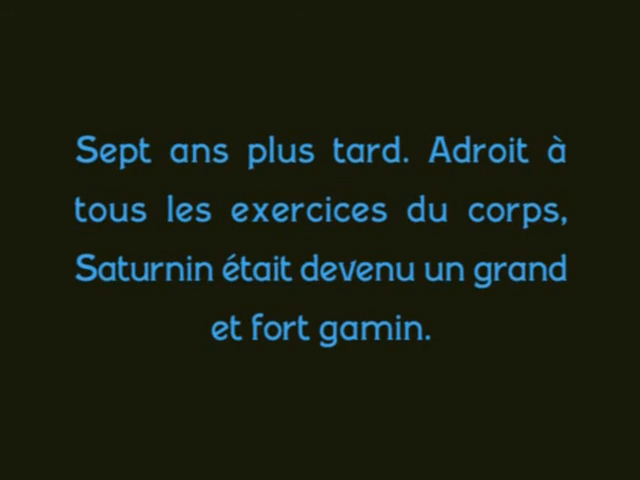 Sept ans plus tard. Adroit à
tous les exercices du corps,
Saturnin était devenu un grand
et fort gamin.